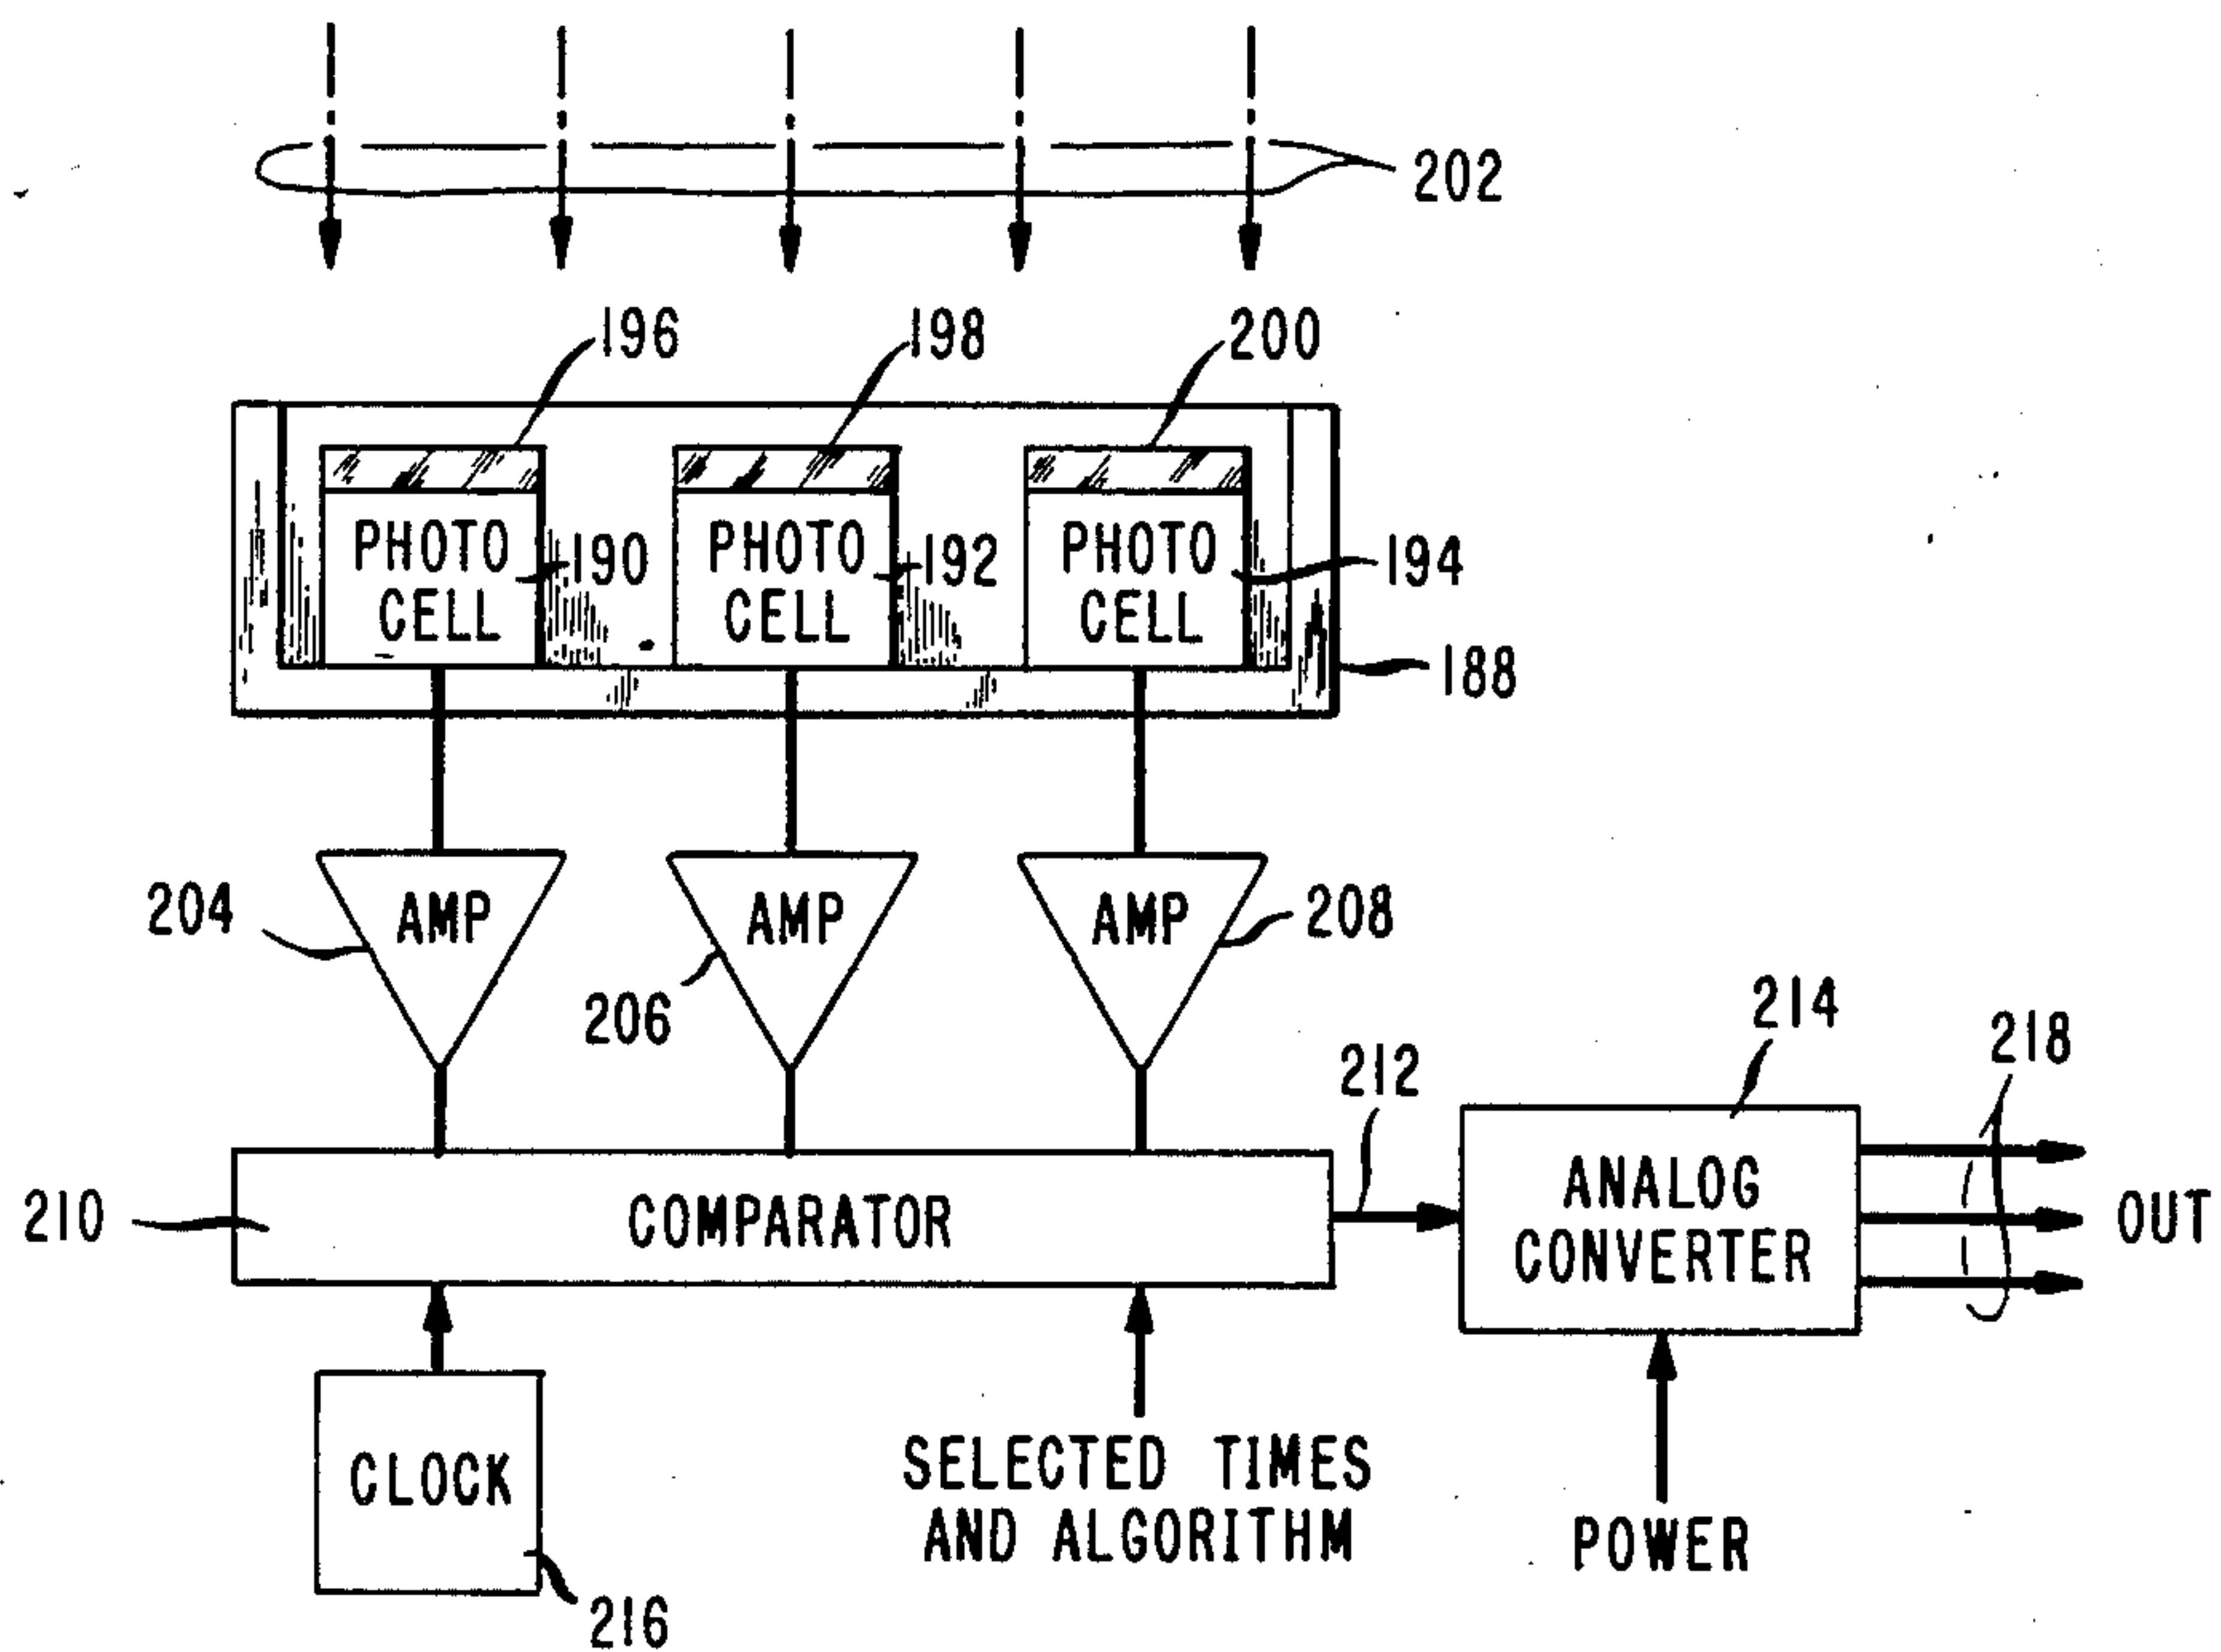 202
196
198
200
PHOTO
CELL
190
PHOTO
CELL
192
PHOTO
CELL
194
188
204
AMP
206
AMP
AMP
208
210
COMPARATOR
212
214
218
ANALOG
CONVERTER
OUT
CLOCK
216
SELECTED TIMES
AND ALGORITHM
POWER